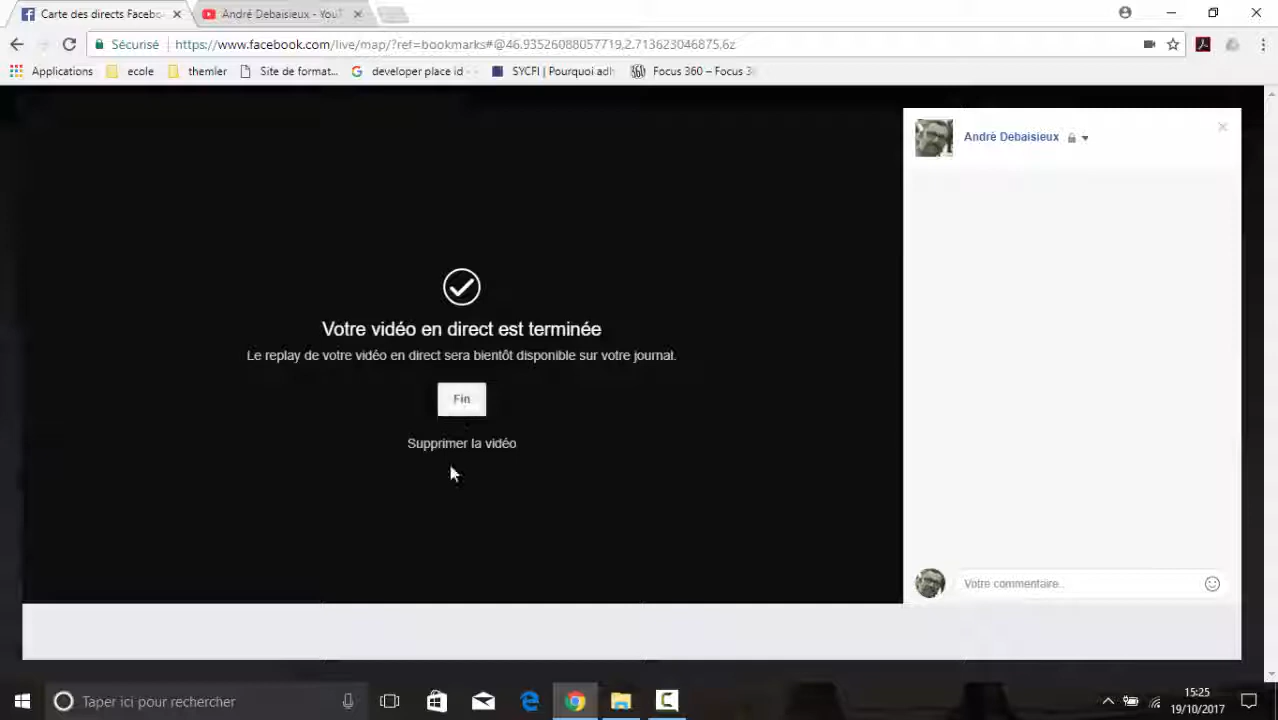 Carte des directs Facebo
André Debaisieux - YouT
Sécurisé
https://www.facebook.com/live/map/?ref=bookmarks#@46.93526088057719,2.713623046875,6z
Applications
ecole
themler
Site de format...
developer place id -
SYCFI | Pourquoi adh
Focus 360 – Focus 3
André Debaisieux
Votre vidéo en direct est terminée
Le replay de votre vidéo en direct sera bientôt disponible sur votre journal.
Fin
Supprimer la vidéo
Votre commentaire..
Taper ici pour rechercher
15:25
19/10/2017